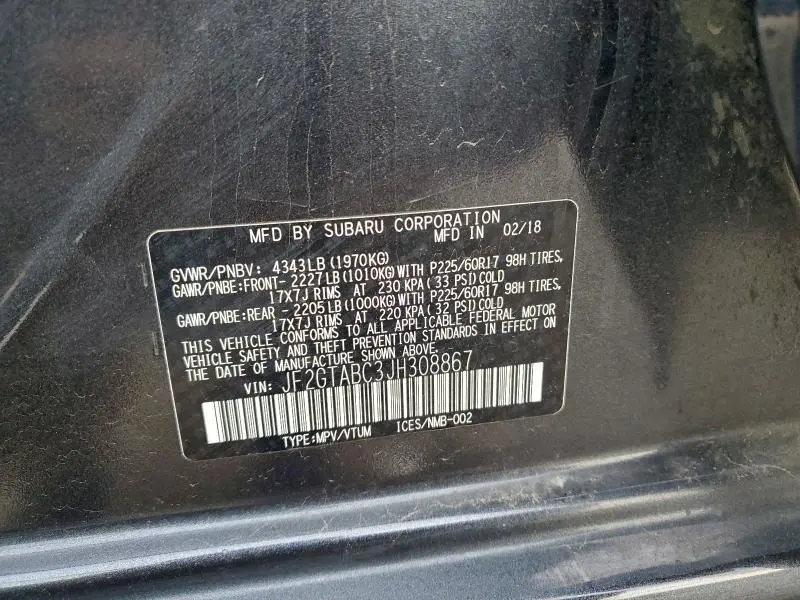 MFD BY SUBARU CORPORATION
MFD IN 02/18
GVWR/PNBV: 4343LB (1970KG)
GAWR/PNBE:FRONT- 2227LB (1010KG)WITH P225/60R17 98H TIRES,
17X7J RIMS AT 230 KPA( 33 PSI)COLD
GAWR/PNBE:REAR - 2205LB (1000KG)WITH P225/60R17 98H TIRES,
17X7J RIMS AT 220 KPA( 32 PSI)COLD
THIS VEHICLE CONFORMS TO ALL APPLICABLE FEDERAL MOTOR
VEHICLE SAFETY AND THEFT PREVENTION STANDARDS IN EFFECT ON
THE DATE OF MANUFACTURE SHOWN ABOVE.
VIN: JF2GTABC3JH308867
TYPE:MPV/VTUM ICES/NMB-002